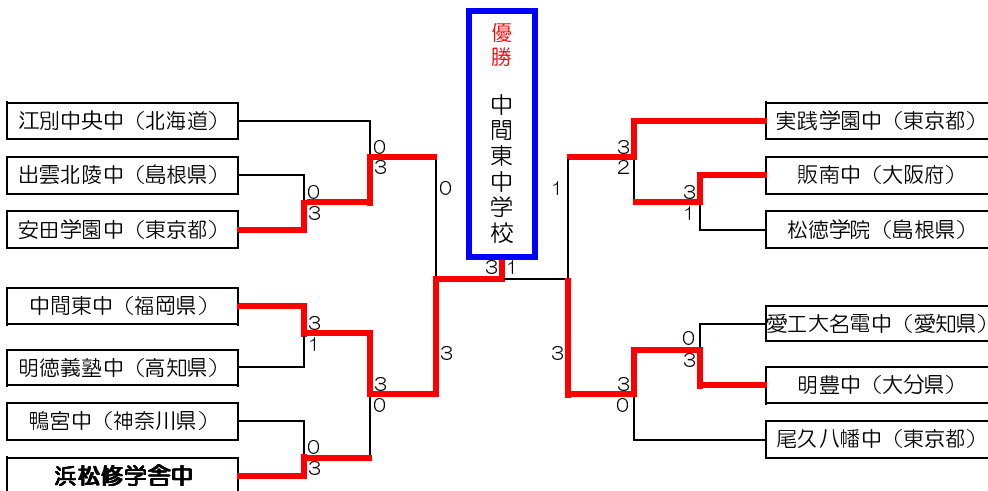 優勝 中間東中学校
江別中央中（北海道）
出雲北陵中（島根県）
安田学園中（東京都）
中間東中（福岡県）
明徳義塾中（高知県）
鴨宮中（神奈川県）
浜松修学舎中
0
3
0
3
0
3
1
3
0
0
3
3
3 1
1
3
3
2
3
1
0
3
3
0
実践学園中（東京都）
阪南中（大阪府）
松徳学院（島根県）
愛工大名電中（愛知県）
明豊中（大分県）
尾久八幡中（東京都）